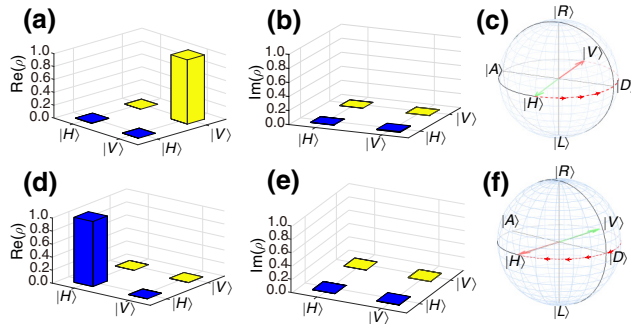 (a)
Re(ρ)
1.0
0.8
0.6
0.4
0.2
0.0
|H⟩
|V⟩
|H⟩
|V⟩
(b)
Im(ρ)
1.0
0.8
0.6
0.4
0.2
0.0
|H⟩
|V⟩
|H⟩
|V⟩
(c)
|R⟩
|V⟩
|A⟩
|D⟩
|H⟩
|L⟩
(d)
Re(ρ)
1.0
0.8
0.6
0.4
0.2
0.0
|H⟩
|V⟩
|H⟩
|V⟩
(e)
Im(ρ)
1.0
0.8
0.6
0.4
0.2
0.0
|H⟩
|V⟩
|H⟩
|V⟩
(f)
|R⟩
|A⟩
|V⟩
|H⟩
|D⟩
|L⟩